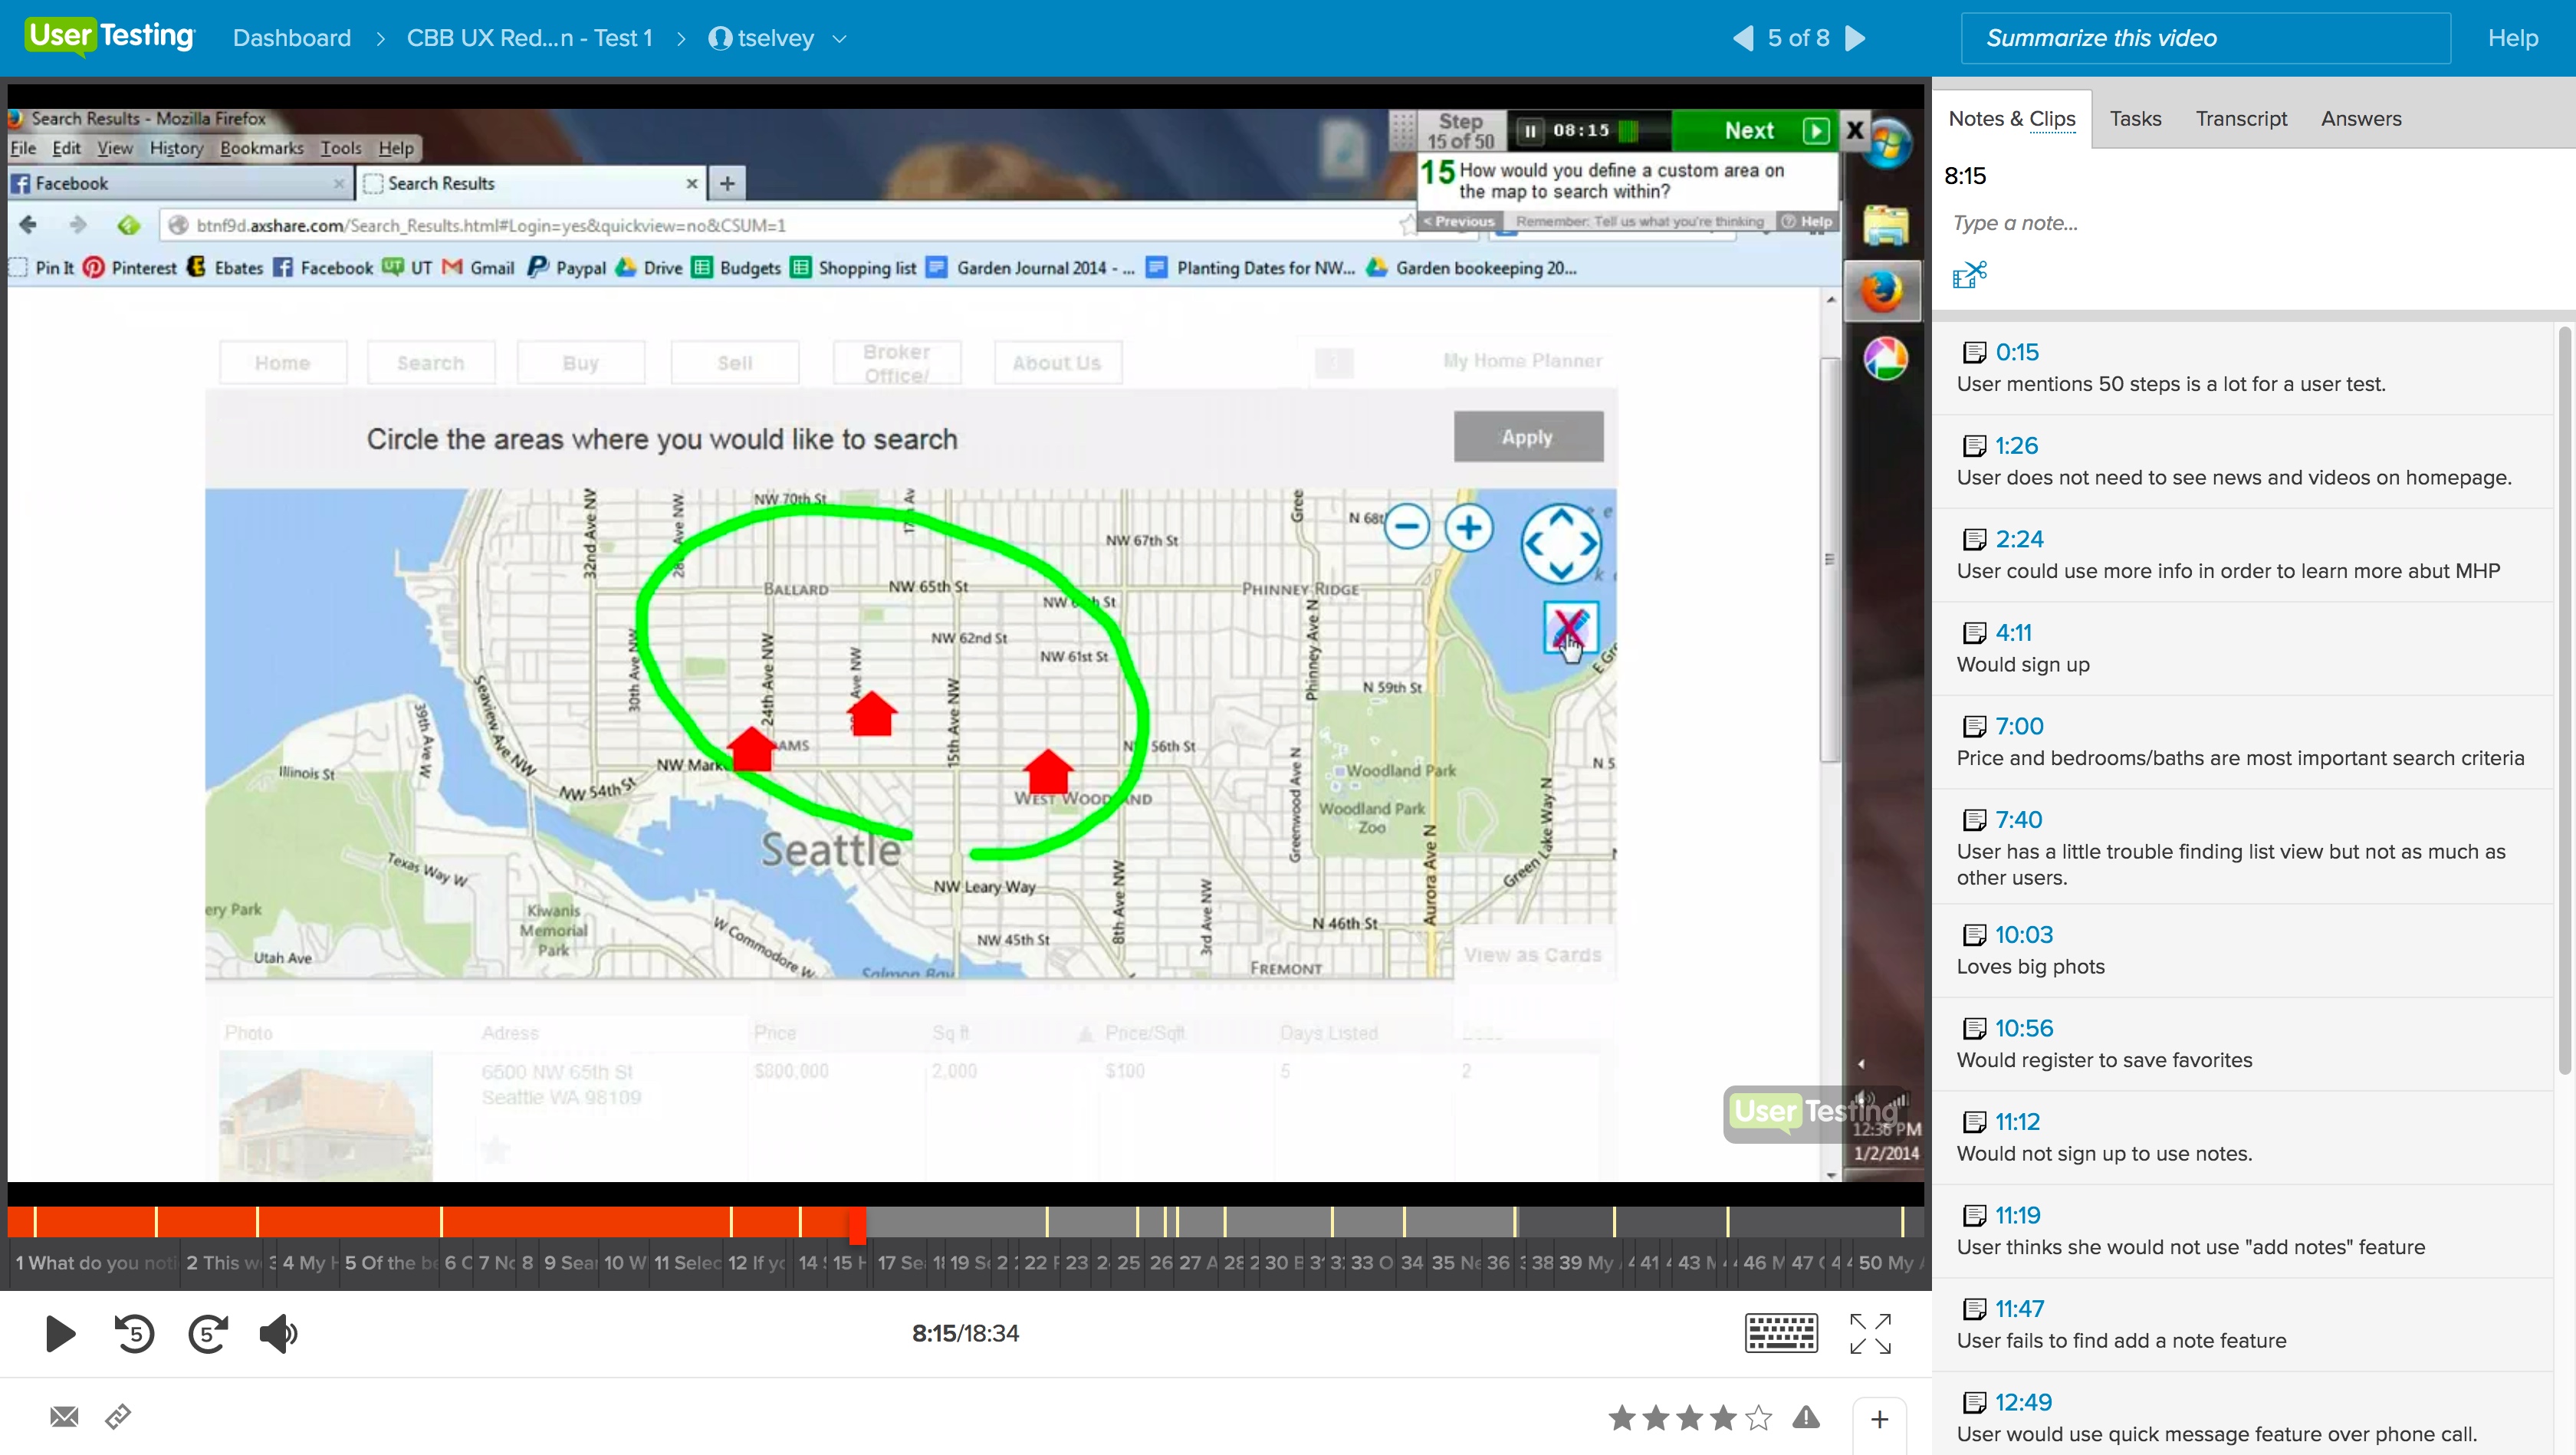 UserTesting
Dashboard > CBB UX Red...n - Test 1 > tselvey
5 of 8
Summarize this video
Help
Search Results - Mozilla Firefox
File Edit View History Bookmarks Tools Help
Facebook
Search Results
btnf9d.axshare.com/Search_Results.html#Login=yes&quickview=no&CSUM=1
Pin It Pinterest Ebates Facebook UT Gmail Paypal Drive Budgets Shopping list Garden Journal 2014 - ... Planting Dates for NW... Garden bookeeping 20...
Step
15 of 50
08:15
Next
X
15 How would you define a custom area on
the map to search within?
< Previous
Remember: Tell us what you're thinking
Help
Home
Search
Buy
Sell
Broker
Office/
About Us
My Home Planner
Circle the areas where you would like to search
Apply
NW 70th St
32nd Ave NW
NW 67th St
BALLARD
NW 65th St
PHINNEY RIDGE
NW 62nd St
NW 61st St
30th Ave NW
24th Ave NW
Ave NW
15th Ave NW
Phinney Ave N
N 59th St
39th Ave W
Seaview Ave NW
AMS
56th St
NW Mark
Illinois St
NW 54th St
WEST WOOD
Greenwood Ave N
Woodland Park
Woodland Park
Zoo
Aurora Ave N
Green Lake Way N
Seattle
Texas Way W
NW Leary Way
8th Ave NW
3rd Ave NW
ery Park
Kiwanis
Memorial
Park
W Commodore W
N 46th St
NW 45th St
Utah Ave
Salmon Bay
FREMONT
View as Cards
Photo
Adress
Price
Sq ft
Price/Sqft
Days Listed
6500 NW 65th St
Seattle WA 98109
$800,000
2,000
$100
5
2
UserTesting
12:36 PM
1/2/2014
1 What do you noti 2 This w 3 4 My H 5 Of the be 6 C 7 No 8 9 Sear 10 W 11 Selec 12 If yo 14 15 H 17 Se 19 Se 22 F 23 25 26 27 A 28 30 B 33 O 34 35 Ne 36 38 39 My 41 43 M 46 M 47 C 50 My
5
5
8:15/18:34
Notes & Clips
Tasks
Transcript
Answers
8:15
Type a note...
0:15
User mentions 50 steps is a lot for a user test.
1:26
User does not need to see news and videos on homepage.
2:24
User could use more info in order to learn more abut MHP
4:11
Would sign up
7:00
Price and bedrooms/baths are most important search criteria
7:40
User has a little trouble finding list view but not as much as
other users.
10:03
Loves big phots
10:56
Would register to save favorites
11:12
Would not sign up to use notes.
11:19
User thinks she would not use "add notes" feature
11:47
User fails to find add a note feature
12:49
User would use quick message feature over phone call.